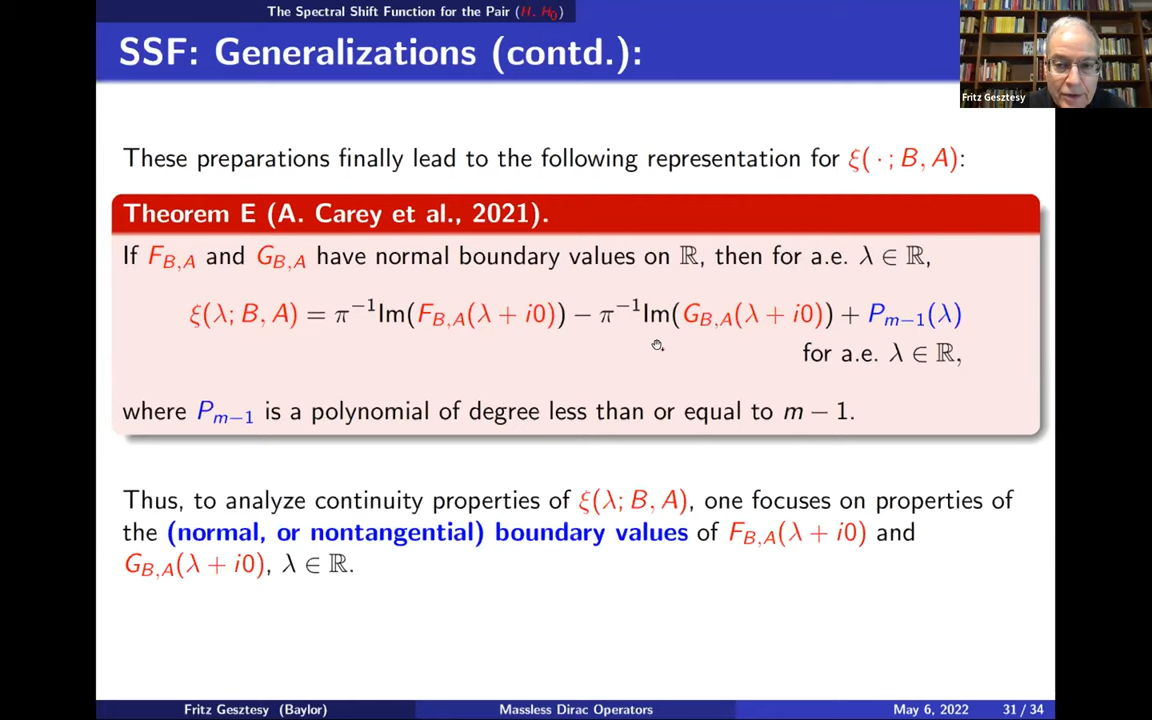 The Spectral Shift Function for the Pair (H, H₀)
SSF: Generalizations (contd.):
Fritz Gesztesy
These preparations finally lead to the following representation for ξ( · ; B, A):
Theorem E (A. Carey et al., 2021).
If F_{B,A} and G_{B,A} have normal boundary values on ℝ, then for a.e. λ ∈ ℝ,
ξ(λ; B, A) = π⁻¹Im(F_{B,A}(λ + i0)) − π⁻¹Im(G_{B,A}(λ + i0)) + P_{m−1}(λ)
for a.e. λ ∈ ℝ,
where P_{m−1} is a polynomial of degree less than or equal to m − 1.
Thus, to analyze continuity properties of ξ(λ; B, A), one focuses on properties of
the (normal, or nontangential) boundary values of F_{B,A}(λ + i0) and
G_{B,A}(λ + i0), λ ∈ ℝ.
Fritz Gesztesy (Baylor) Massless Dirac Operators May 6, 2022 31 / 34